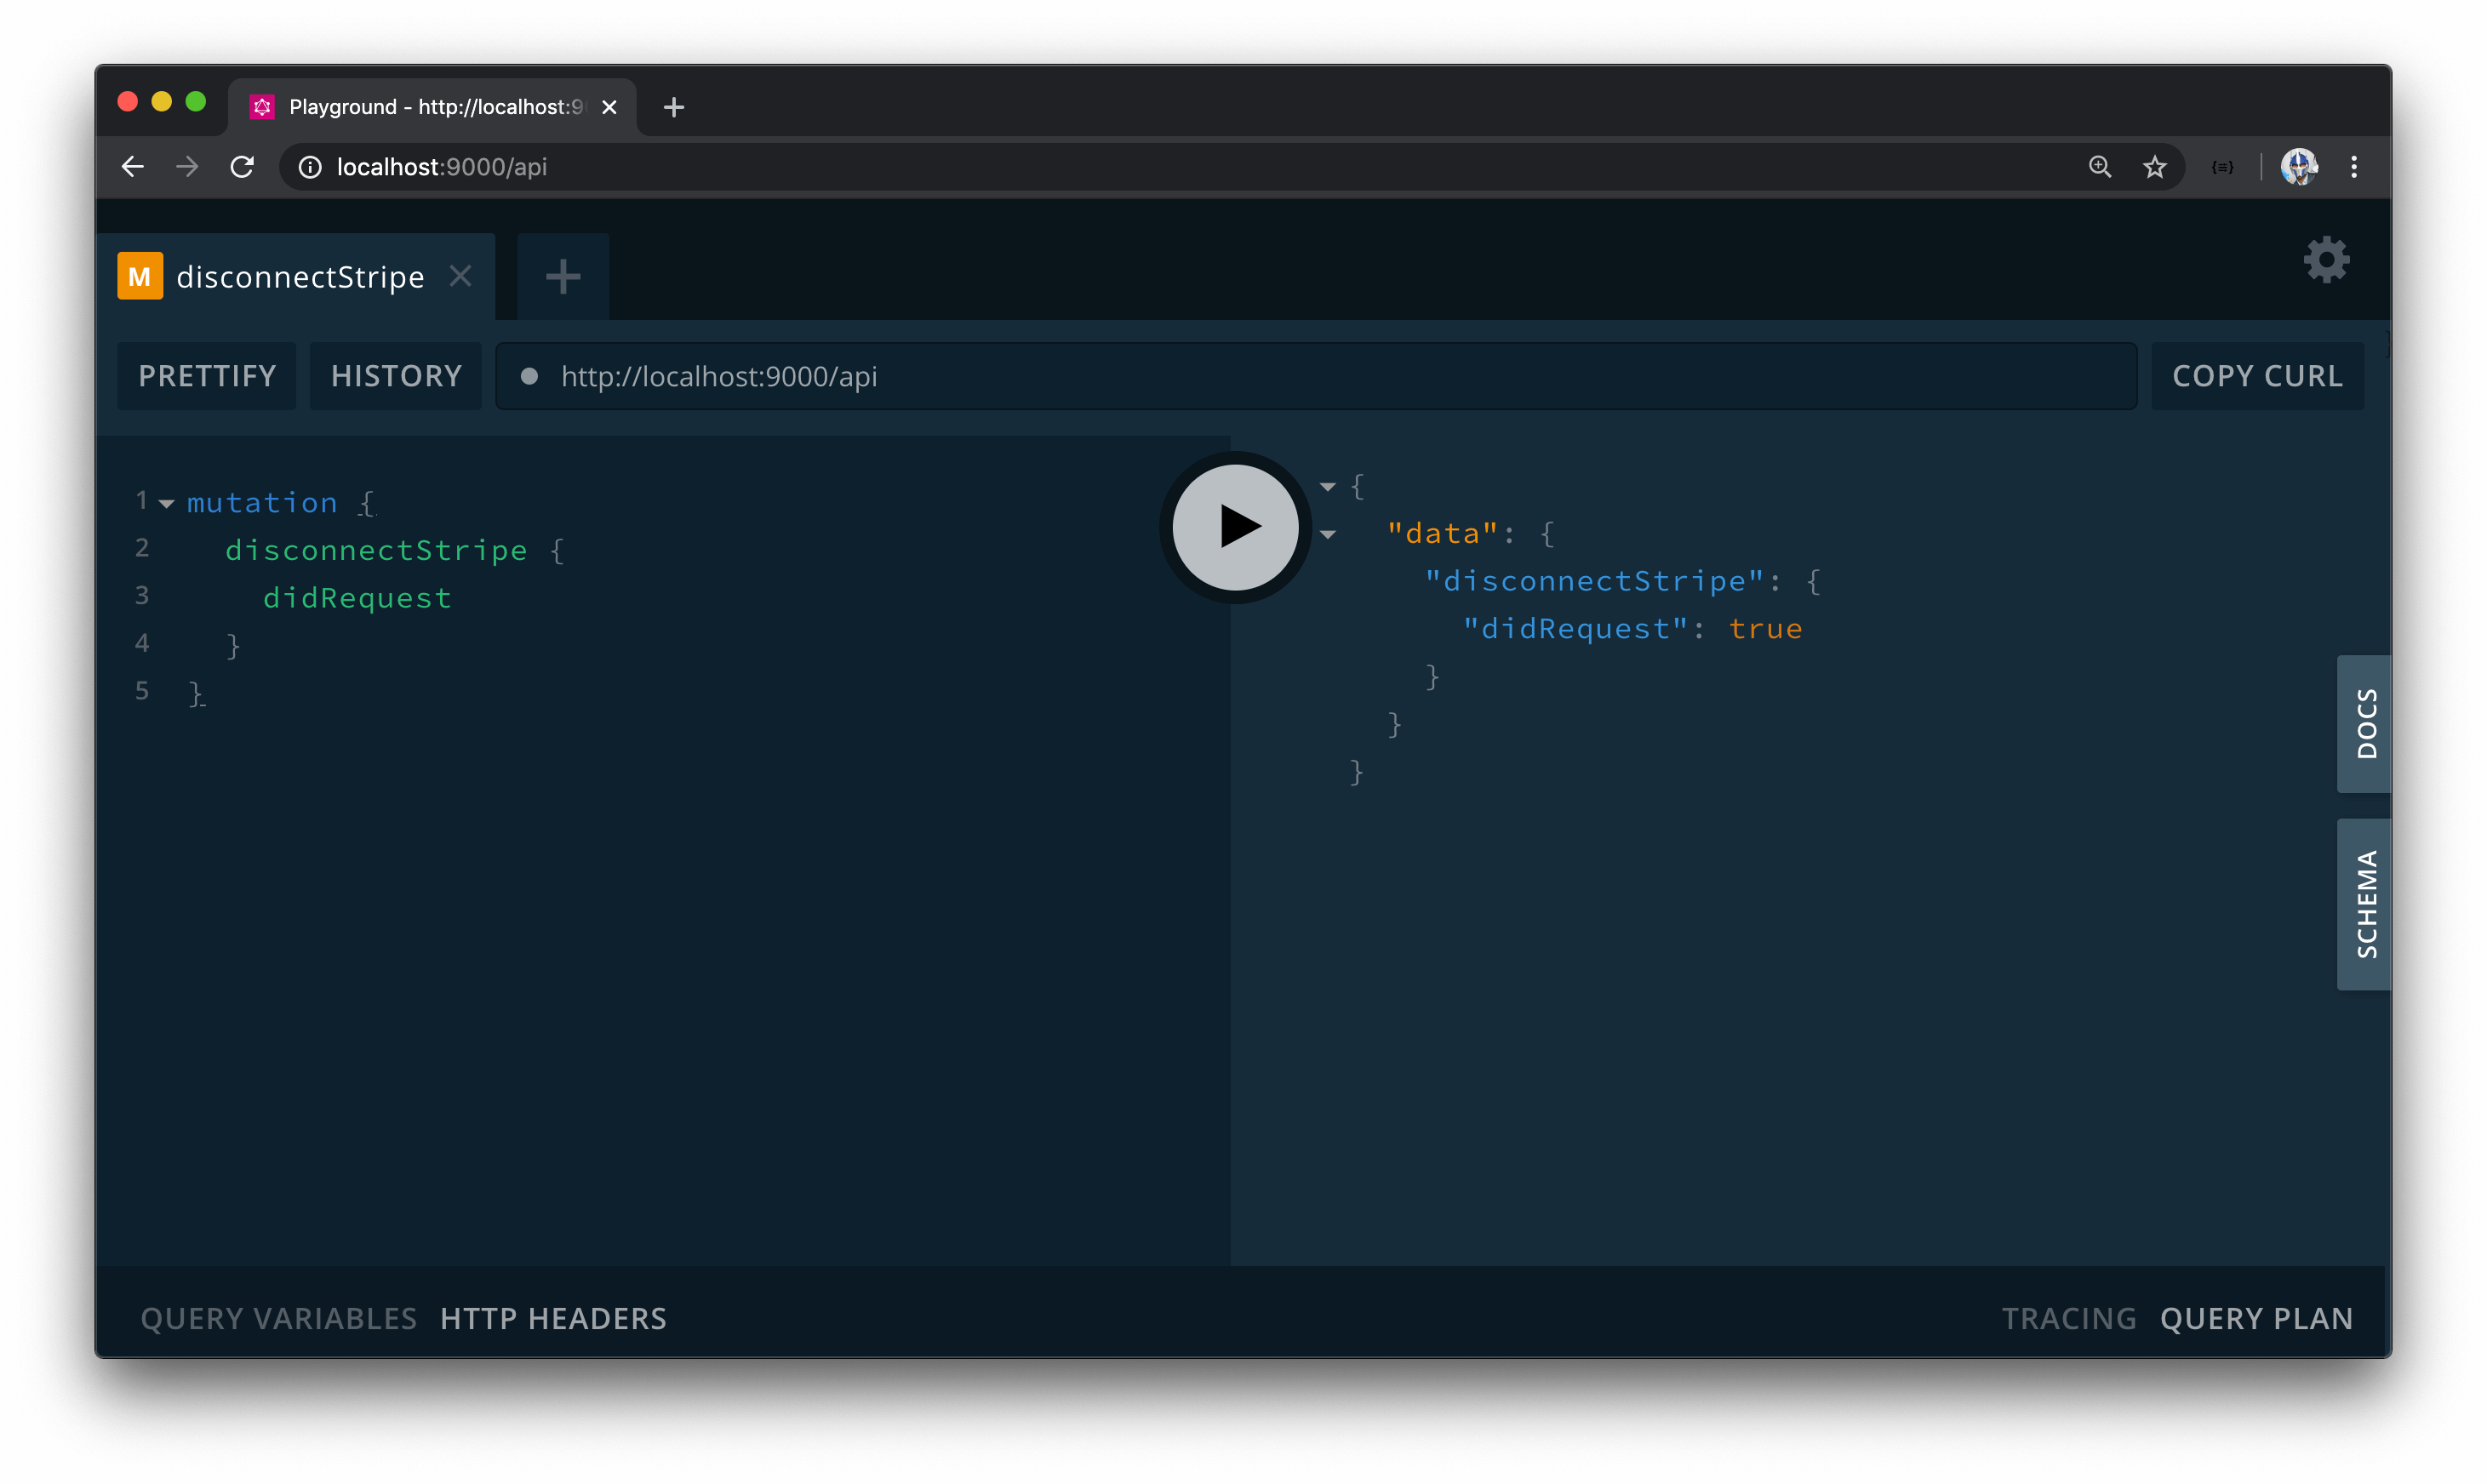 Playground - http://localhost:9
localhost:9000/api
M disconnectStripe
PRETTIFY HISTORY http://localhost:9000/api COPY CURL
1 mutation {
2 disconnectStripe {
3 didRequest
4 }
5 }
{
"data": {
"disconnectStripe": {
"didRequest": true
}
}
}
DOCS
SCHEMA
QUERY VARIABLES HTTP HEADERS
TRACING QUERY PLAN